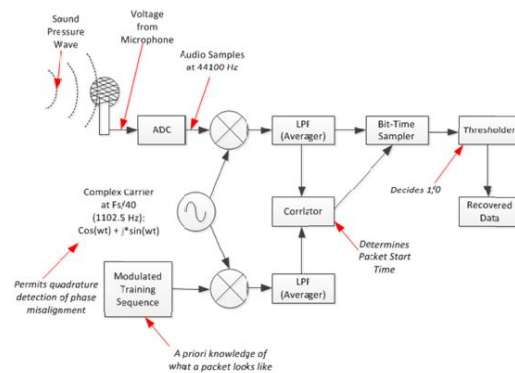 Sound
Pressure
Wave
Voltage
from
Microphone
Audio Samples
at 44100 Hz
ADC
LPF
(Averager)
Bit-Time
Sampler
Thresholder
Complex Carrier
at Fs/40
(1102.5 Hz):
Cos(wt) + j*sin(wt)
Corrlator
Decides 1/0
Recovered
Data
Determines
Packet Start
Time
Permits quadrature
detection of phase
misalignment
Modulated
Training
Sequence
LPF
(Averager)
A priori knowledge of
what a packet looks like